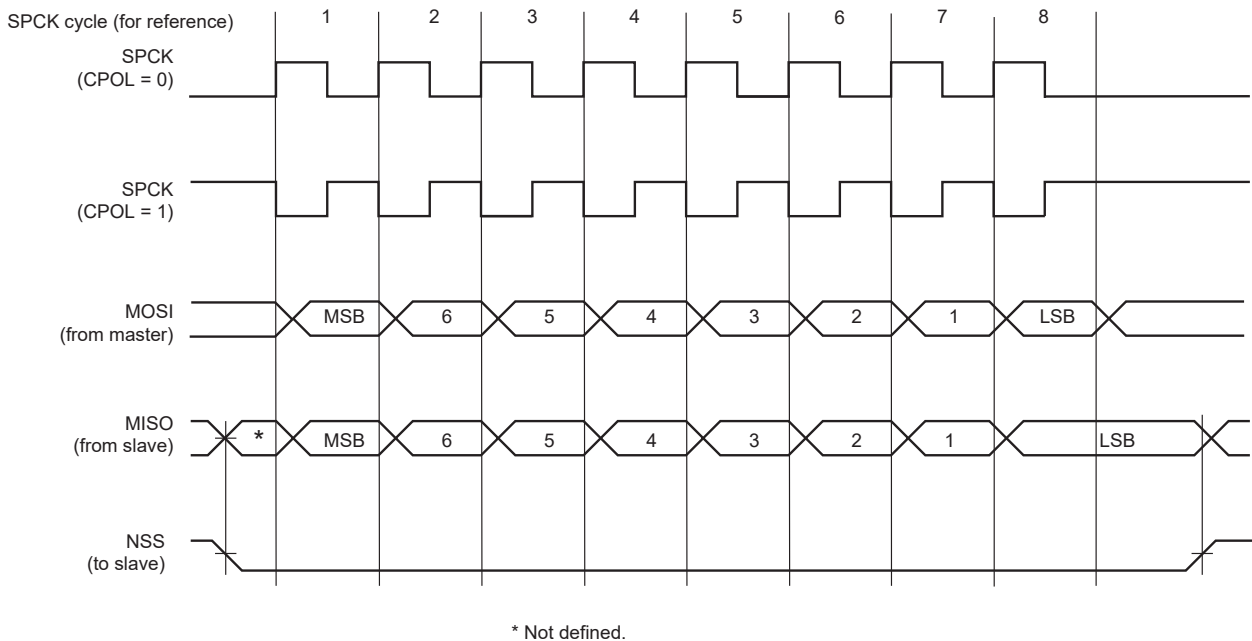 SPCK cycle (for reference)
1 2 3 4 5 6 7 8
SPCK
(CPOL = 0)
SPCK
(CPOL = 1)
MOSI
(from master)
MSB 6 5 4 3 2 1 LSB
MISO
(from slave)
* MSB 6 5 4 3 2 1 LSB
NSS
(to slave)
* Not defined.